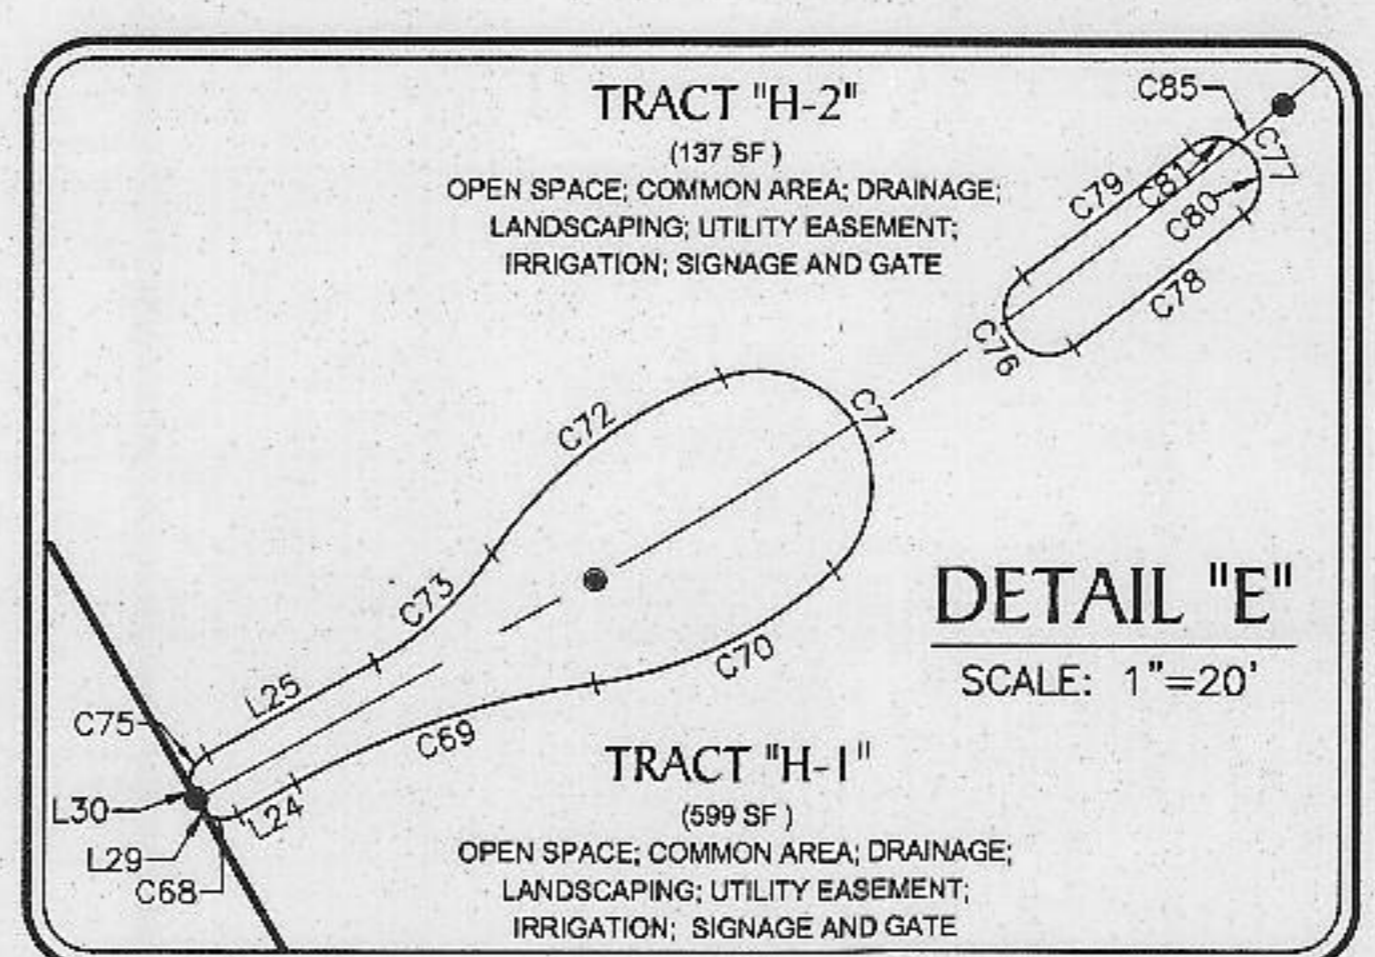 TRACT "H-2"
(137 SF )
OPEN SPACE; COMMON AREA; DRAINAGE;
LANDSCAPING; UTILITY EASEMENT;
IRRIGATION; SIGNAGE AND GATE
C85
C77
C79
C81
C80
C78
C76
C72
C71
C73
C70
L25
C75
C69
L30
L24
L29
C68
DETAIL "E"
SCALE: 1"=20'
TRACT "H-1"
(599 SF )
OPEN SPACE; COMMON AREA; DRAINAGE;
LANDSCAPING; UTILITY EASEMENT;
IRRIGATION; SIGNAGE AND GATE